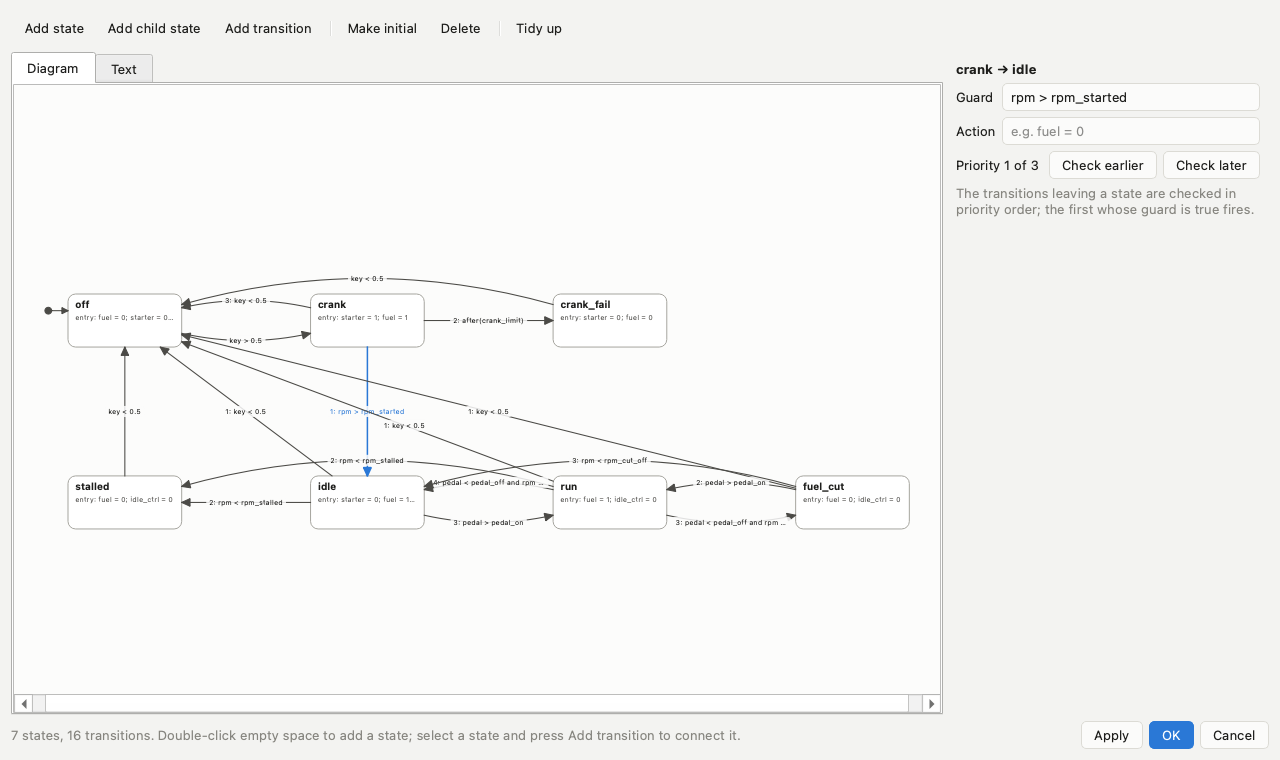 Add state
Add child state
Add transition
Make initial
Delete
Tidy up
Diagram
Text
crank → idle
Guard
rpm > rpm_started
Action
e.g. fuel = 0
Priority 1 of 3
Check earlier
Check later
The transitions leaving a state are checked in
priority order; the first whose guard is true fires.
key < 0.5
off
entry: fuel = 0; starter = 0...
3: key < 0.5
crank
entry: starter = 1; fuel = 1
2: after(crank_limit)
crank_fail
entry: starter = 0; fuel = 0
key > 0.5
key < 0.5
1: key < 0.5
1: rpm > rpm_started
1: key < 0.5
1: key < 0.5
2: rpm < rpm_stalled
3: rpm < rpm_cut_off
stalled
entry: fuel = 0; idle_ctrl = 0
2: rpm < rpm_stalled
idle
entry: starter = 0; fuel = 1...
4: pedal < pedal_off and rpm ...
3: pedal > pedal_on
run
entry: fuel = 1; idle_ctrl = 0
2: pedal > pedal_on
3: pedal < pedal_off and rpm ...
fuel_cut
entry: fuel = 0; idle_ctrl = 0
7 states, 16 transitions. Double-click empty space to add a state; select a state and press Add transition to connect it.
Apply
OK
Cancel